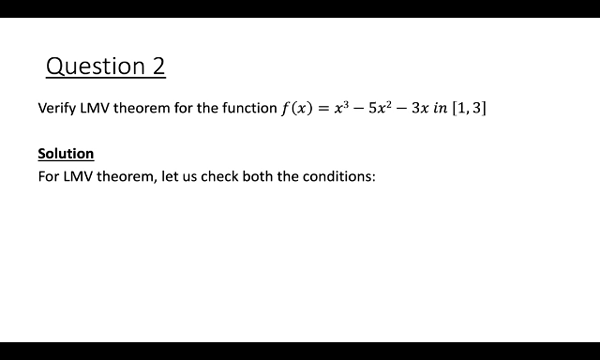 Question 2
Verify LMV theorem for the function f(x) = x³ − 5x² − 3x in [1, 3]
Solution
For LMV theorem, let us check both the conditions: